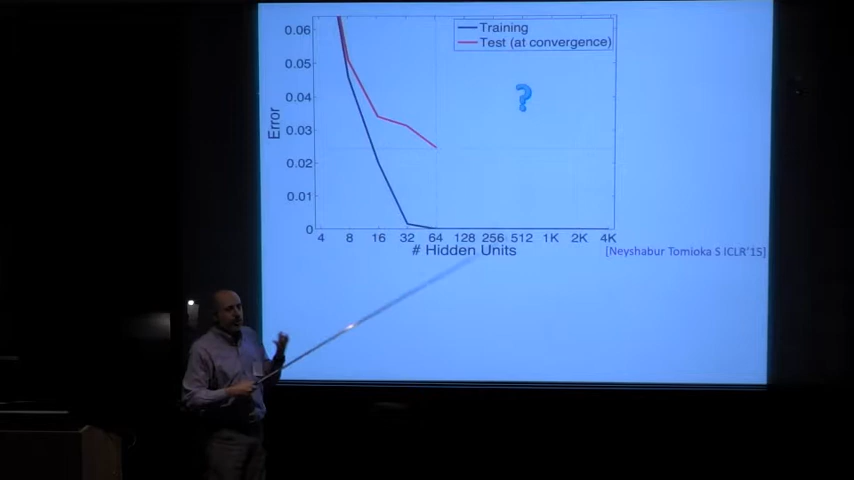 Training
Test (at convergence)
0.06
0.05
0.04
0.03
0.02
0.01
0
Error
?
4 8 16 32 64 128 256 512 1K 2K 4K
# Hidden Units
[Neyshabur Tomioka S ICLR'15]